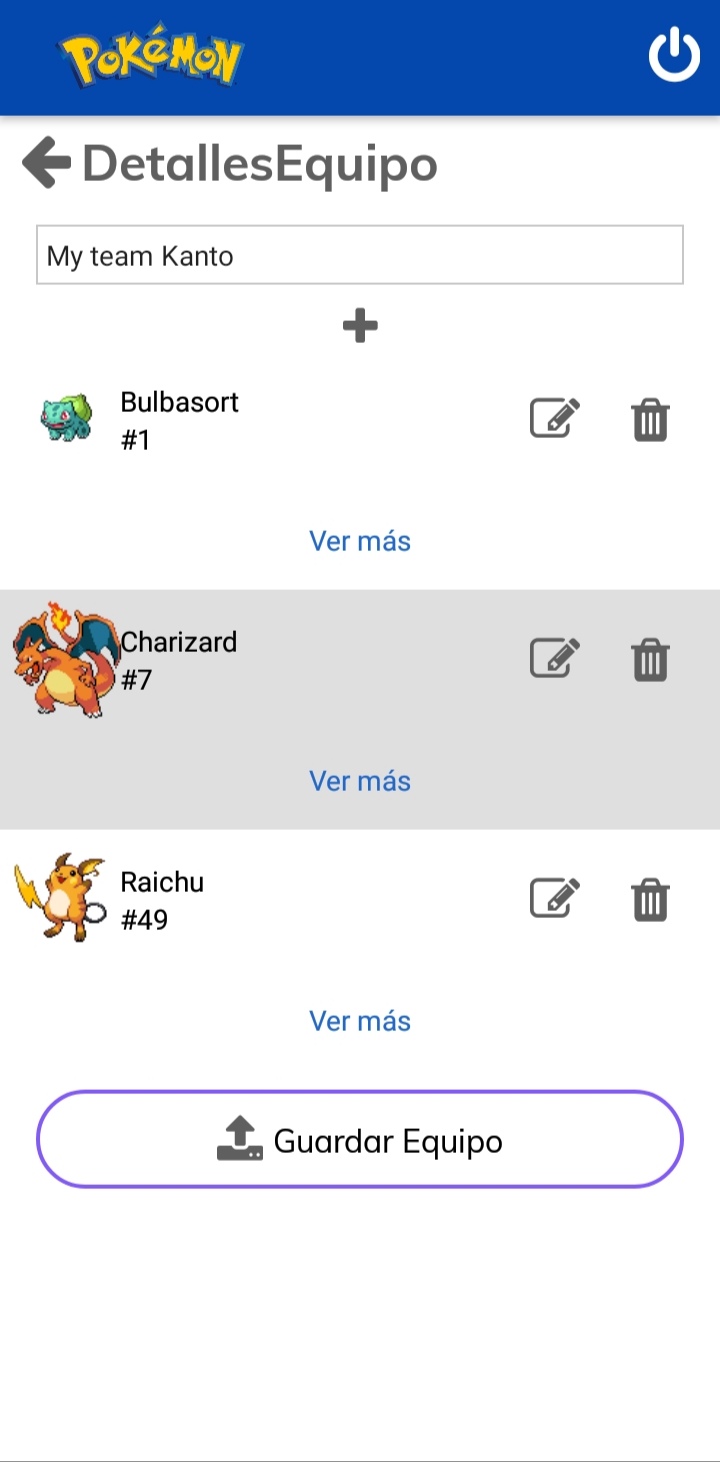 POKéMON
DetallesEquipo
My team Kanto
Bulbasort
#1
Ver más
Charizard
#7
Ver más
Raichu
#49
Ver más
Guardar Equipo